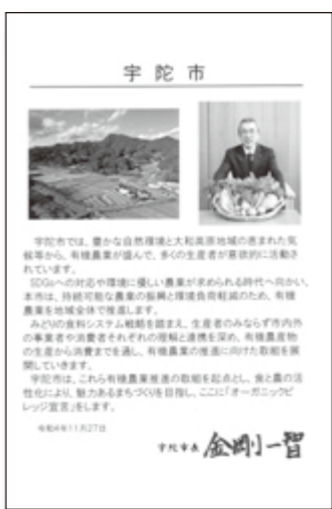 宇陀市
宇陀市では、豊かな自然環境と大和高原地域の恵まれた気
候等から、有機農業が盛んで、多くの生産者が意欲的に活動さ
れています。
SDGsへの対応や環境に優しい農業が求められる時代へ向かい、
本市は、持続可能な農業の振興と環境負荷軽減のため、有機
農業を地域全体で推進します。
みどりの食料システム戦略を踏まえ、生産者のみならず市内外
の事業者や消費者それぞれの理解と連携を深め、有機農産物
の生産から消費までを通し、有機農業の推進に向けた取組を展
開していきます。
宇陀市は、これら有機農業推進の取組を起点とし、食と農の活
性化により、魅力あるまちづくりを目指し、ここに「オーガニックビ
レッジ宣言」をします。
令和4年11月27日
宇陀市長 金剛一智